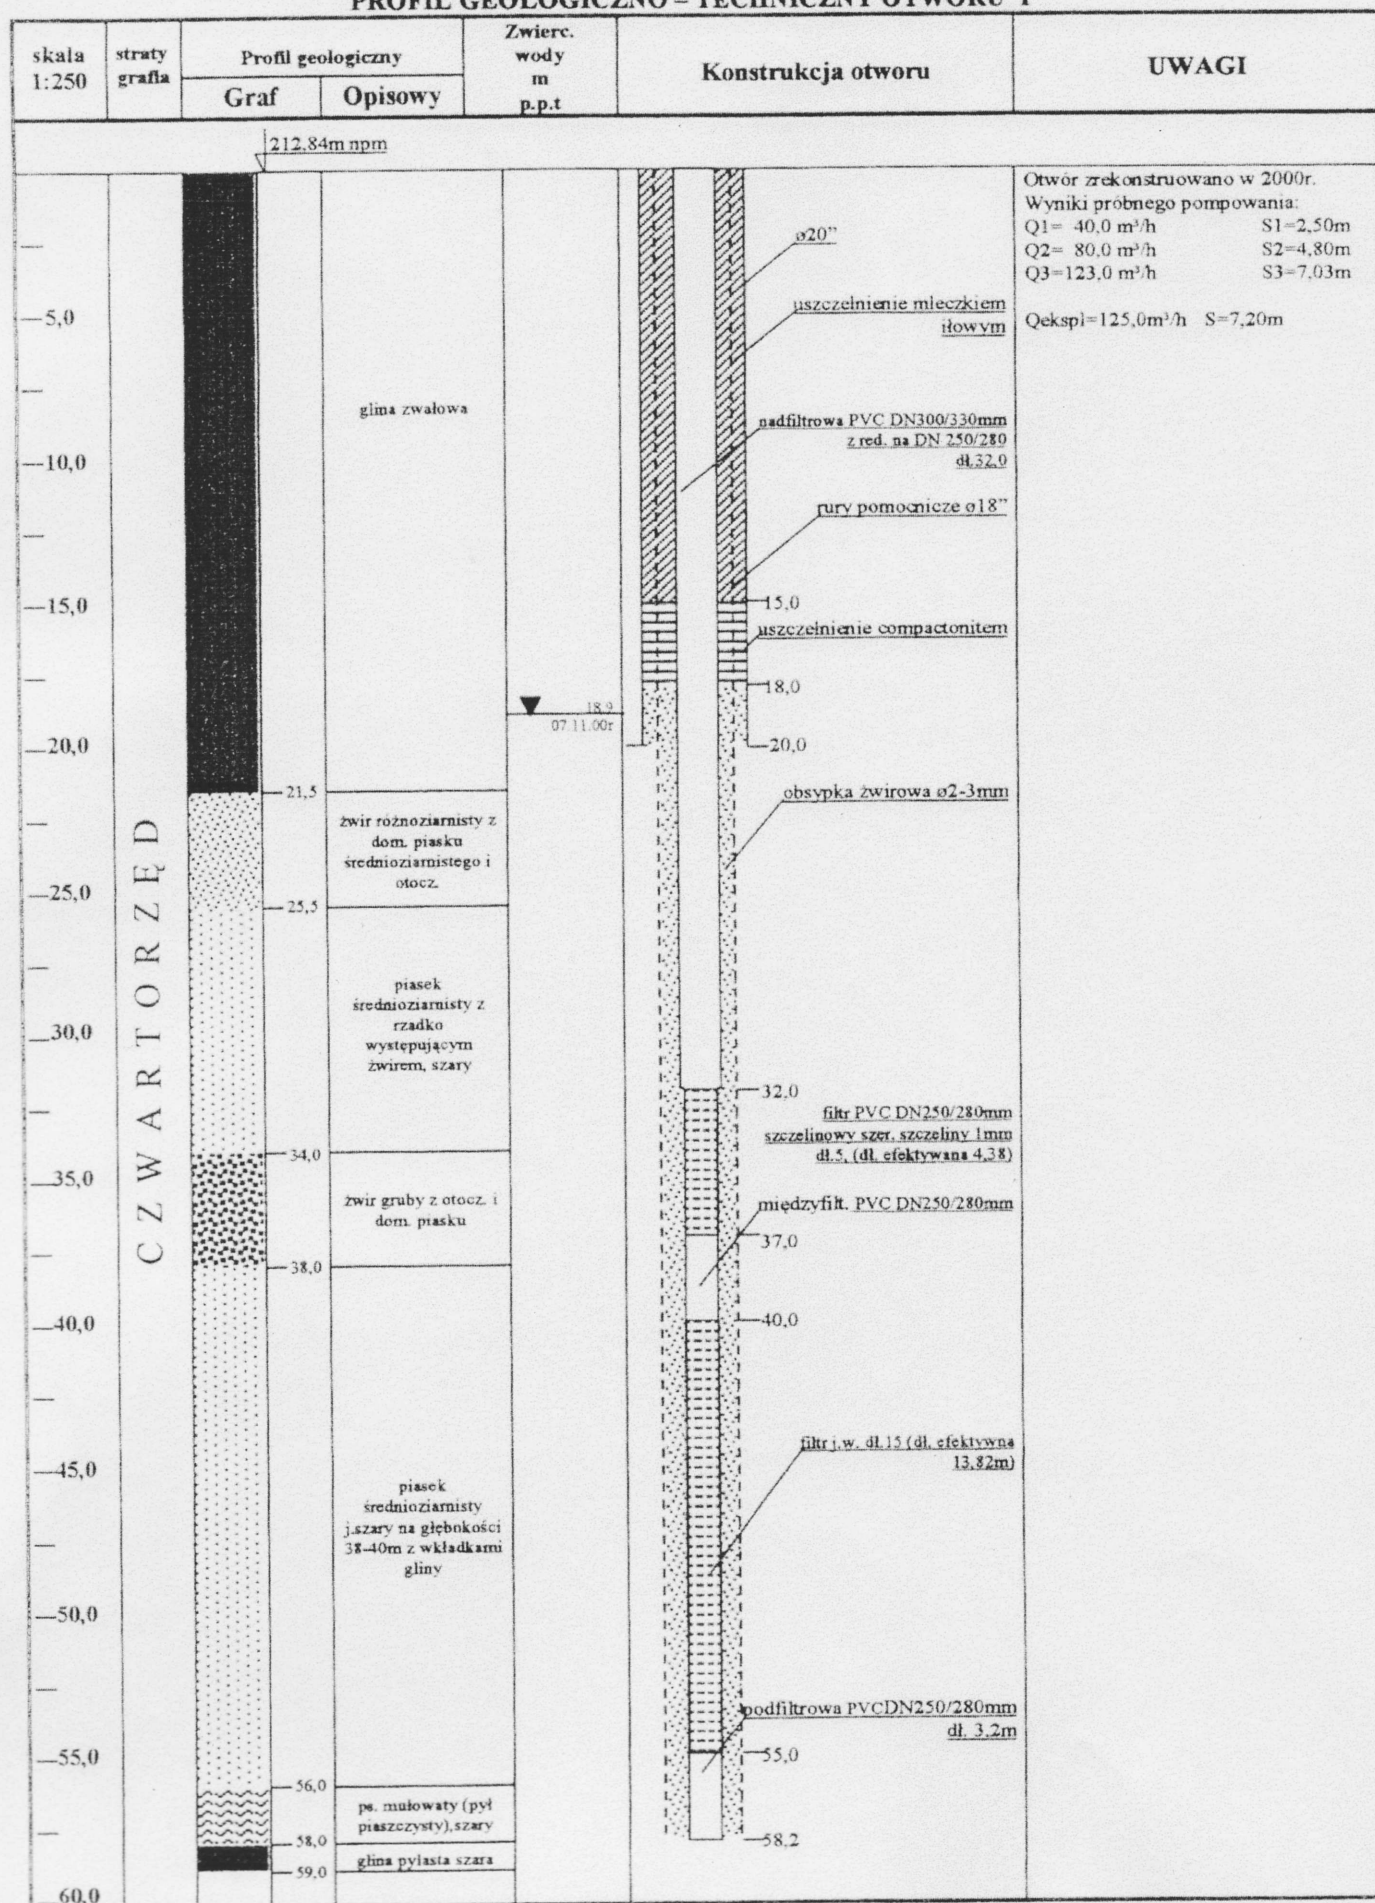 PROFIL GEOLOGICZNO – TECHNICZNY OTWORU
skala
1:250
straty
grafia
Profil geologiczny
Graf
Opisowy
Zwierc.
wody
m
p.p.t
Konstrukcja otworu
UWAGI
212,84m npm
Otwór zrekonstruowano w 2000r.
Wyniki próbnego pompowania:
Q1= 40,0 m³/h S1=2,50m
Q2= 80,0 m³/h S2=4,80m
Q3=123,0 m³/h S3=7,03m
Qekspl=125,0m³/h S=7,20m
5,0
10,0
15,0
20,0
25,0
30,0
35,0
40,0
45,0
50,0
55,0
60,0
CZWARTORZĘD
21,5
25,5
34,0
38,0
56,0
58,0
59,0
glina zwałowa
żwir różnoziarnisty z
dom. piasku
średnioziarnistego i
otocz.
piasek
średnioziarnisty z
rzadko
występującym
żwirem, szary
żwir gruby z otocz. i
dom. piasku
piasek
średnioziarnisty
j.szary na głębokości
38-40m z wkładkami
gliny
ps. mułowaty (pył
piaszczysty),szary
glina pylasta szara
18,9
07.11.00r
ø20”
uszczelnienie mleczkiem
iłowym
nadfiltrowa PVC DN300/330mm
z red. na DN 250/280
dł.32,0
rury pomocnicze ø18”
15,0
uszczelnienie compactonitem
18,0
20,0
obsypka żwirowa ø2-3mm
32,0
filtr PVC DN250/280mm
szczelinowy szer. szczeliny 1mm
dł.5, (dł. efektywana 4,38)
międzyfilt. PVC DN250/280mm
37,0
40,0
filtr j.w. dł.15 (dł. efektywna
13,82m)
podfiltrowa PVCDN250/280mm
dł. 3,2m
55,0
58,2